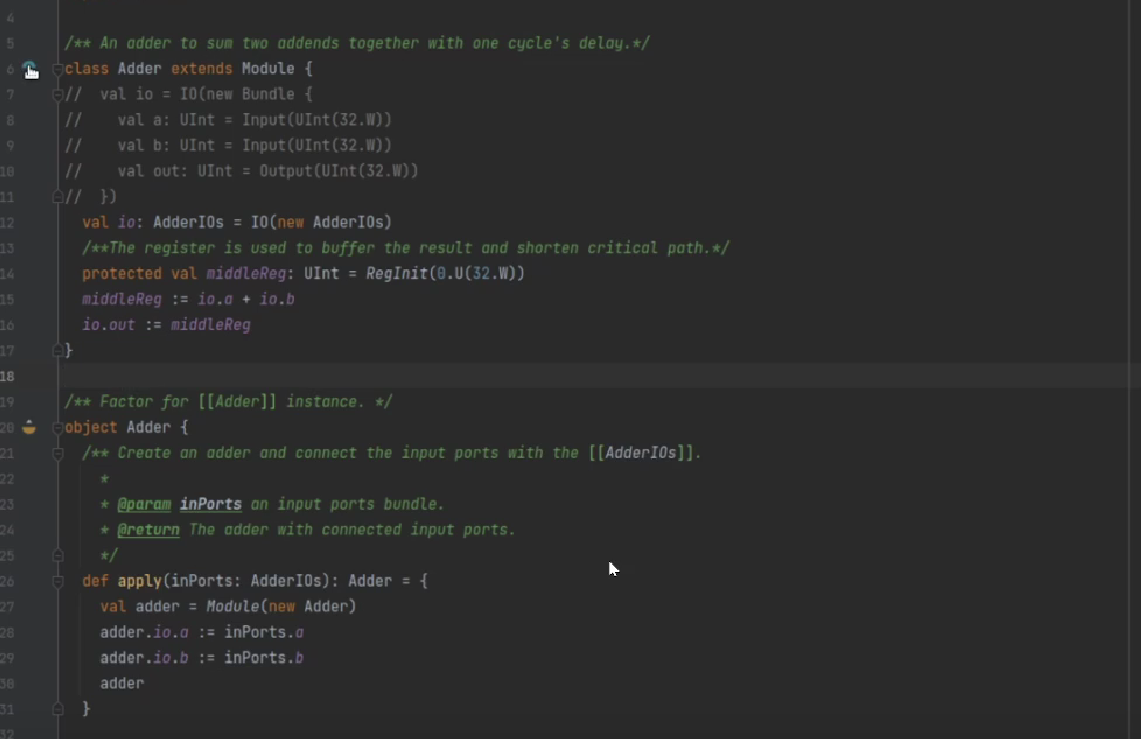 4
5 /** An adder to sum two addends together with one cycle's delay.*/
6 class Adder extends Module {
7 //  val io = IO(new Bundle {
8 //    val a: UInt = Input(UInt(32.W))
9 //    val b: UInt = Input(UInt(32.W))
10 //    val out: UInt = Output(UInt(32.W))
11 //  })
12   val io: AdderIOs = IO(new AdderIOs)
13   /**The register is used to buffer the result and shorten critical path.*/
14   protected val middleReg: UInt = RegInit(0.U(32.W))
15   middleReg := io.a + io.b
16   io.out := middleReg
17 }
18
19 /** Factor for [[Adder]] instance. */
20 object Adder {
21   /** Create an adder and connect the input ports with the [[AdderIOs]].
22     *
23     * @param inPorts an input ports bundle.
24     * @return The adder with connected input ports.
25     */
26   def apply(inPorts: AdderIOs): Adder = {
27     val adder = Module(new Adder)
28     adder.io.a := inPorts.a
29     adder.io.b := inPorts.b
30     adder
31   }
32